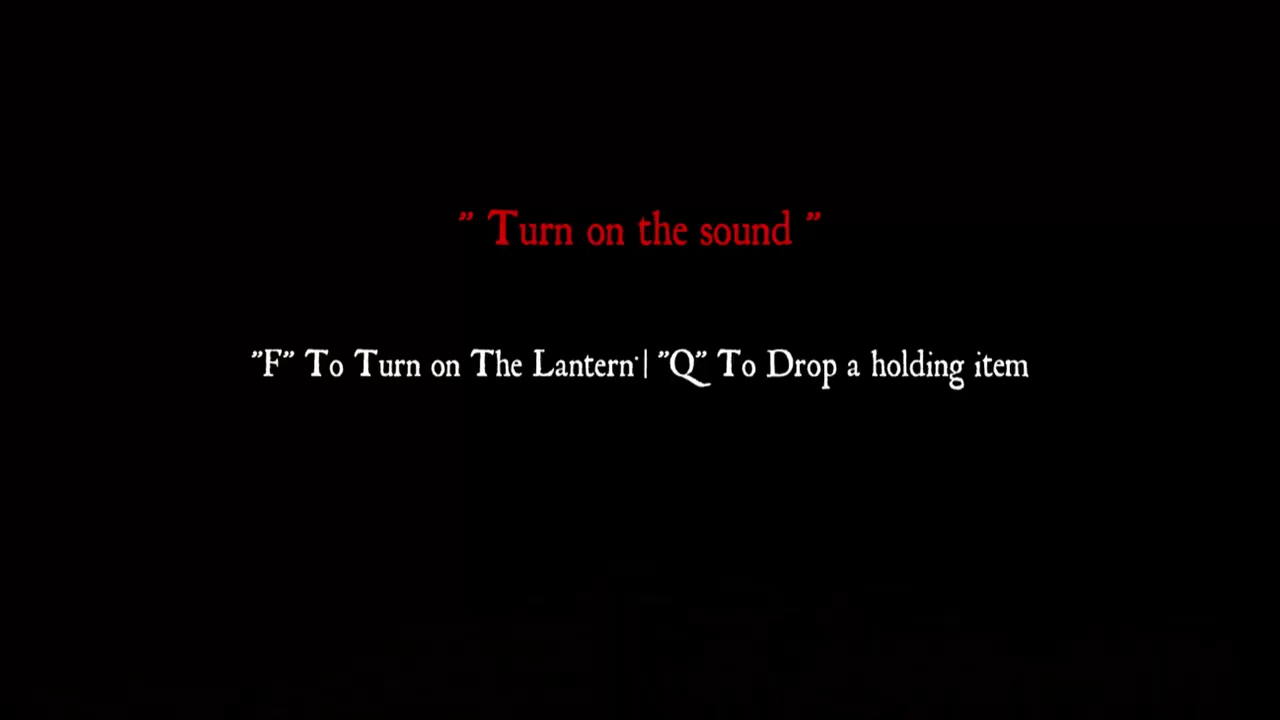 " Turn on the sound "
"F" To Turn on The Lantern | "Q" To Drop a holding item